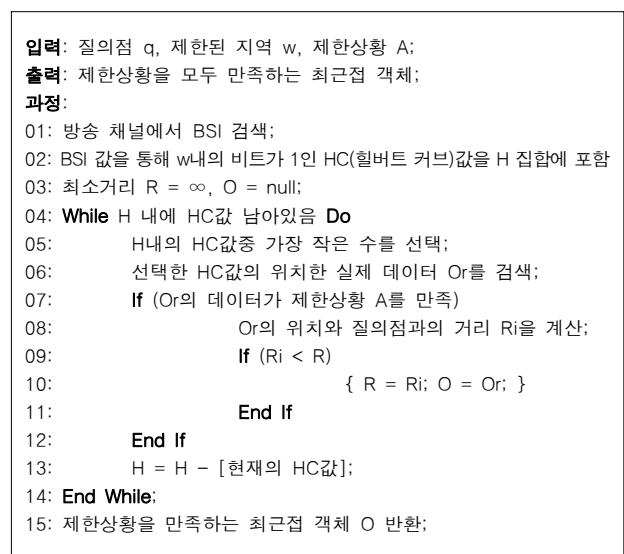 입력: 질의점 q, 제한된 지역 w, 제한상황 A;
출력: 제한상황을 모두 만족하는 최근접 객체;
과정:
01: 방송 채널에서 BSI 검색;
02: BSI 값을 통해 w내의 비트가 1인 HC(힐버트 커브)값을 H 집합에 포함
03: 최소거리 R = ∞, O = null;
04: While H 내에 HC값 남아있음 Do
05: H내의 HC값중 가장 작은 수를 선택;
06: 선택한 HC값의 위치한 실제 데이터 Or를 검색;
07: If (Or의 데이터가 제한상황 A를 만족)
08: Or의 위치와 질의점과의 거리 Ri을 계산;
09: If (Ri < R)
10: { R = Ri; O = Or; }
11: End If
12: End If
13: H = H - [현재의 HC값];
14: End While;
15: 제한상황을 만족하는 최근접 객체 O 반환;